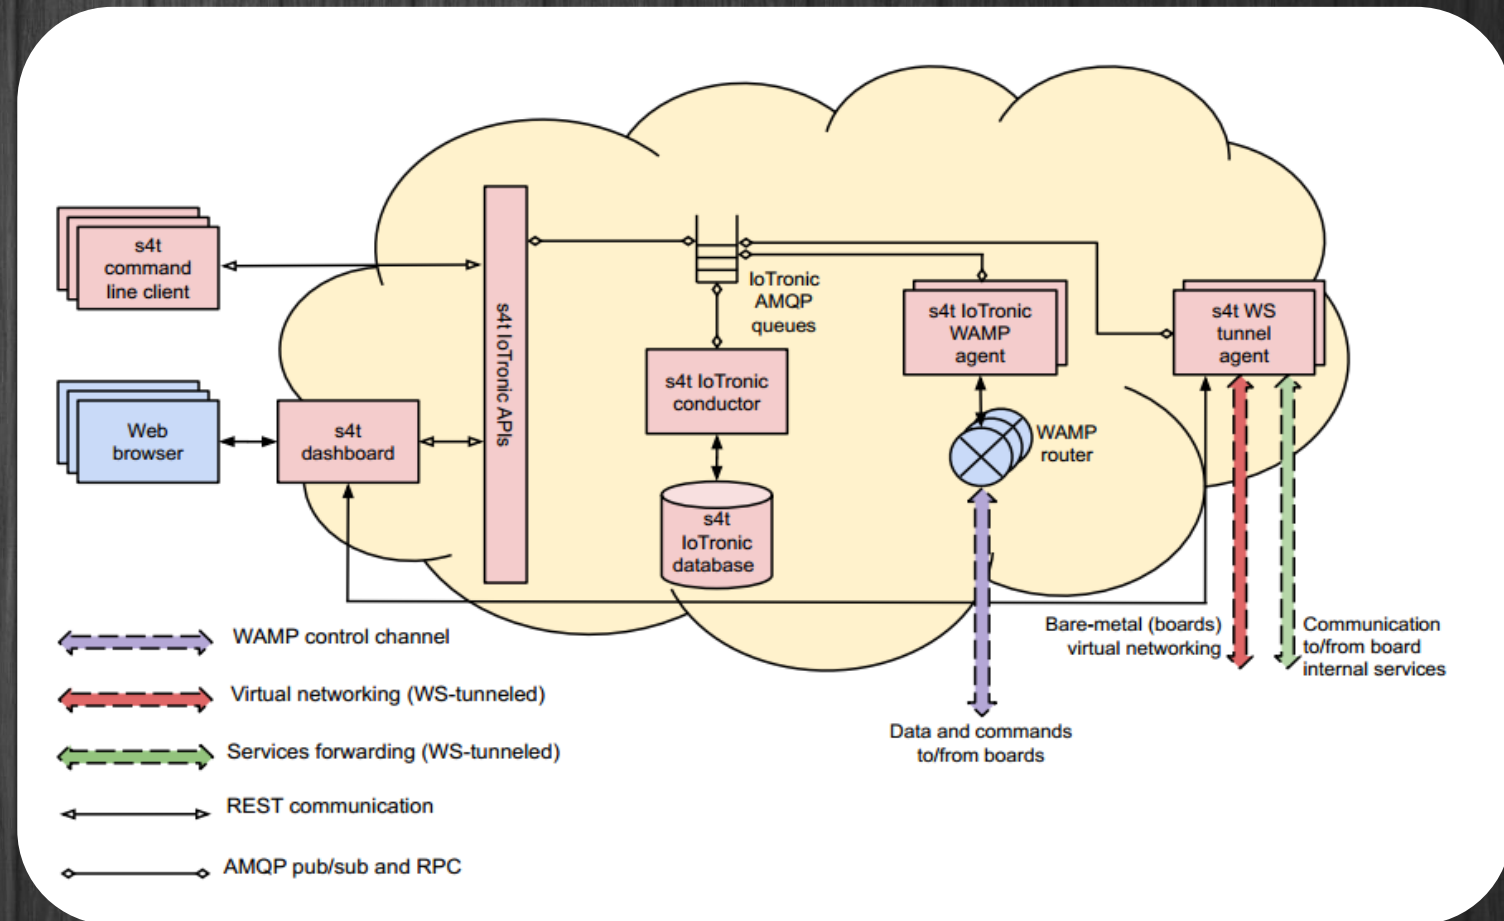 s4t
command
line client
Web
browser
s4t
dashboard
s4t IoTronic APIs
IoTronic
AMQP
queues
s4t IoTronic
conductor
s4t
IoTronic
database
s4t IoTronic
WAMP
agent
WAMP
router
s4t WS
tunnel
agent
Bare-metal (boards)
virtual networking
Communication
to/from board
internal services
Data and commands
to/from boards
WAMP control channel
Virtual networking (WS-tunneled)
Services forwarding (WS-tunneled)
REST communication
AMQP pub/sub and RPC